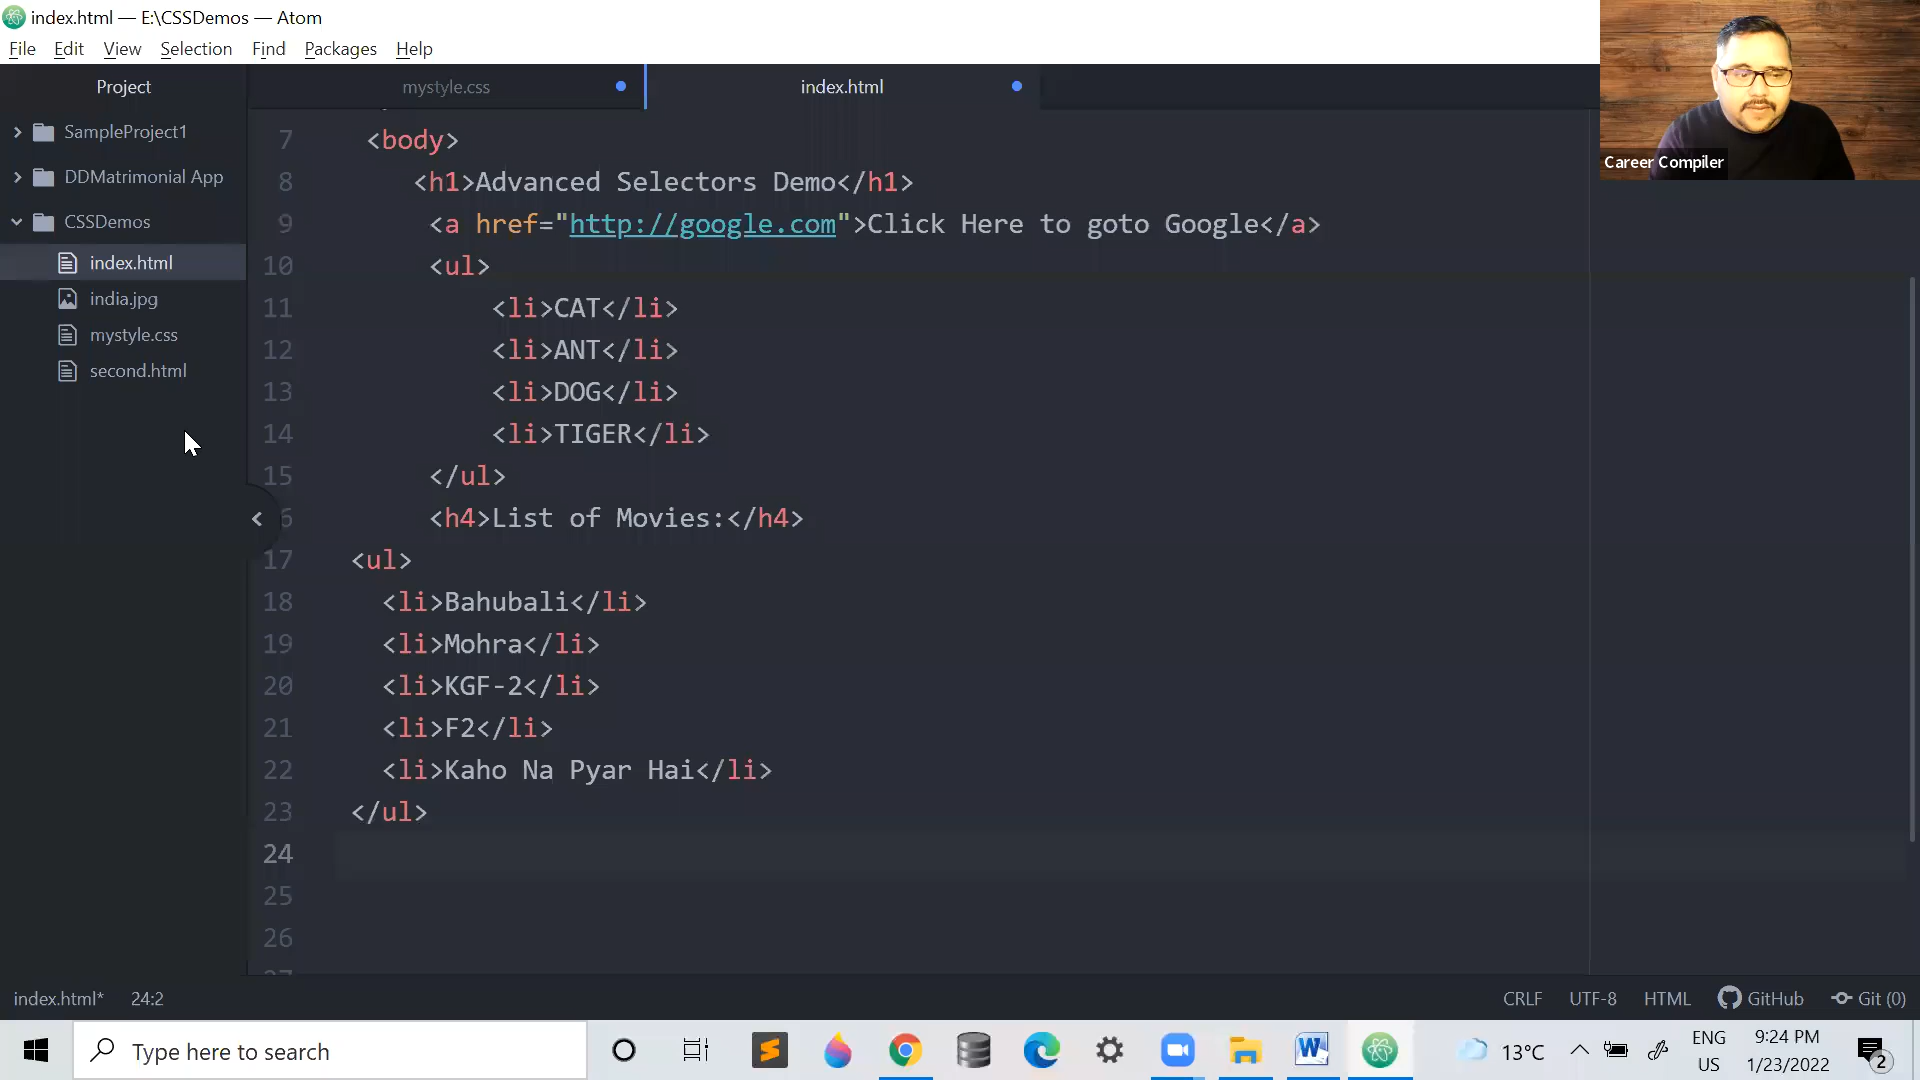 index.html — E:\CSSDemos — Atom
File Edit View Selection Find Packages Help
Project
mystyle.css
index.html
SampleProject1
DDMatrimonial App
CSSDemos
index.html
india.jpg
mystyle.css
second.html
7 <body>
8 <h1>Advanced Selectors Demo</h1>
9 <a href="http://google.com">Click Here to goto Google</a>
10 <ul>
11 <li>CAT</li>
12 <li>ANT</li>
13 <li>DOG</li>
14 <li>TIGER</li>
15 </ul>
6 <h4>List of Movies:</h4>
17 <ul>
18 <li>Bahubali</li>
19 <li>Mohra</li>
20 <li>KGF-2</li>
21 <li>F2</li>
22 <li>Kaho Na Pyar Hai</li>
23 </ul>
24
25
26
Career Compiler
index.html* 24:2
CRLF UTF-8 HTML GitHub Git (0)
Type here to search
13°C
ENG
US
9:24 PM
1/23/2022
2